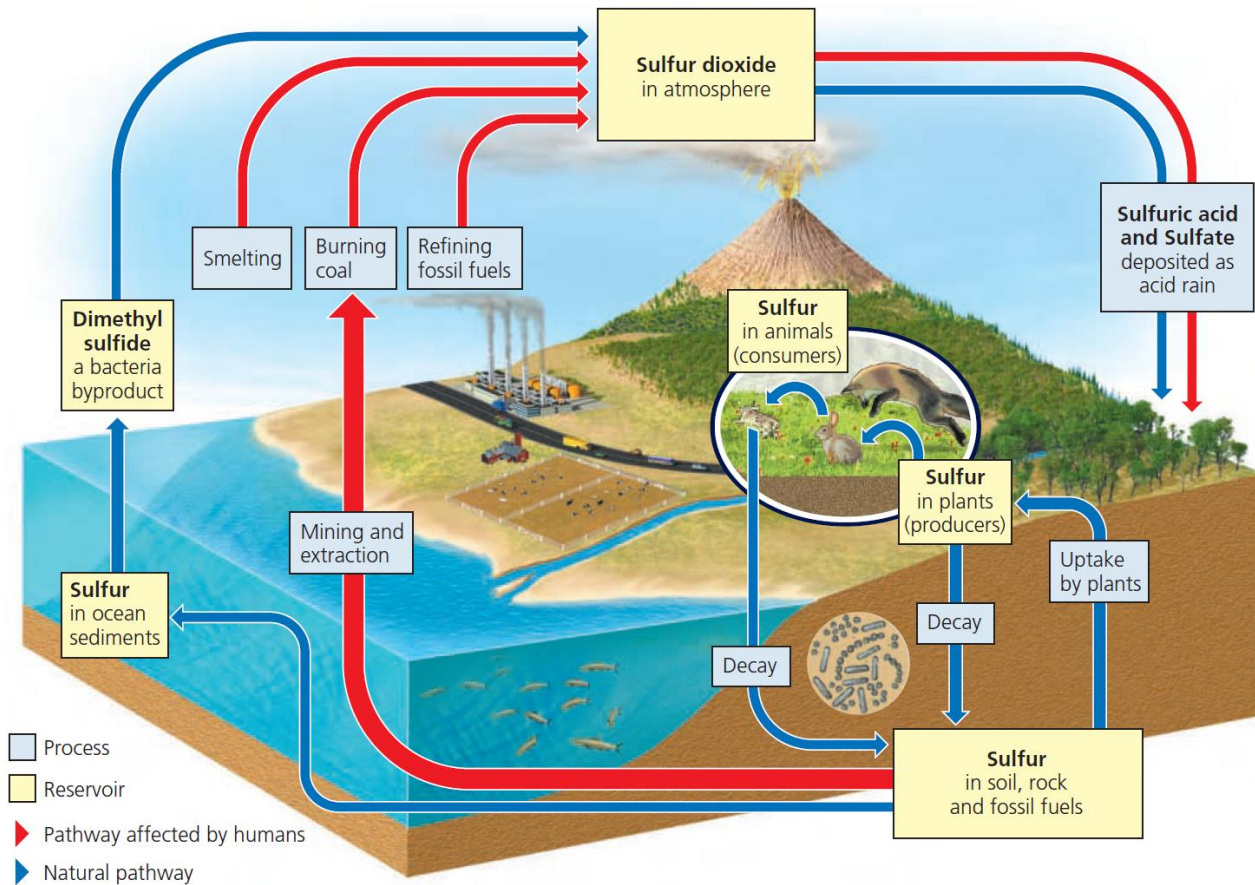 Sulfur dioxide
in atmosphere
Smelting
Burning
coal
Refining
fossil fuels
Sulfuric acid
and Sulfate
deposited as
acid rain
Dimethyl
sulfide
a bacteria
byproduct
Sulfur
in animals
(consumers)
Sulfur
in plants
(producers)
Mining and
extraction
Uptake
by plants
Sulfur
in ocean
sediments
Decay
Decay
Sulfur
in soil, rock
and fossil fuels
Process
Reservoir
Pathway affected by humans
Natural pathway